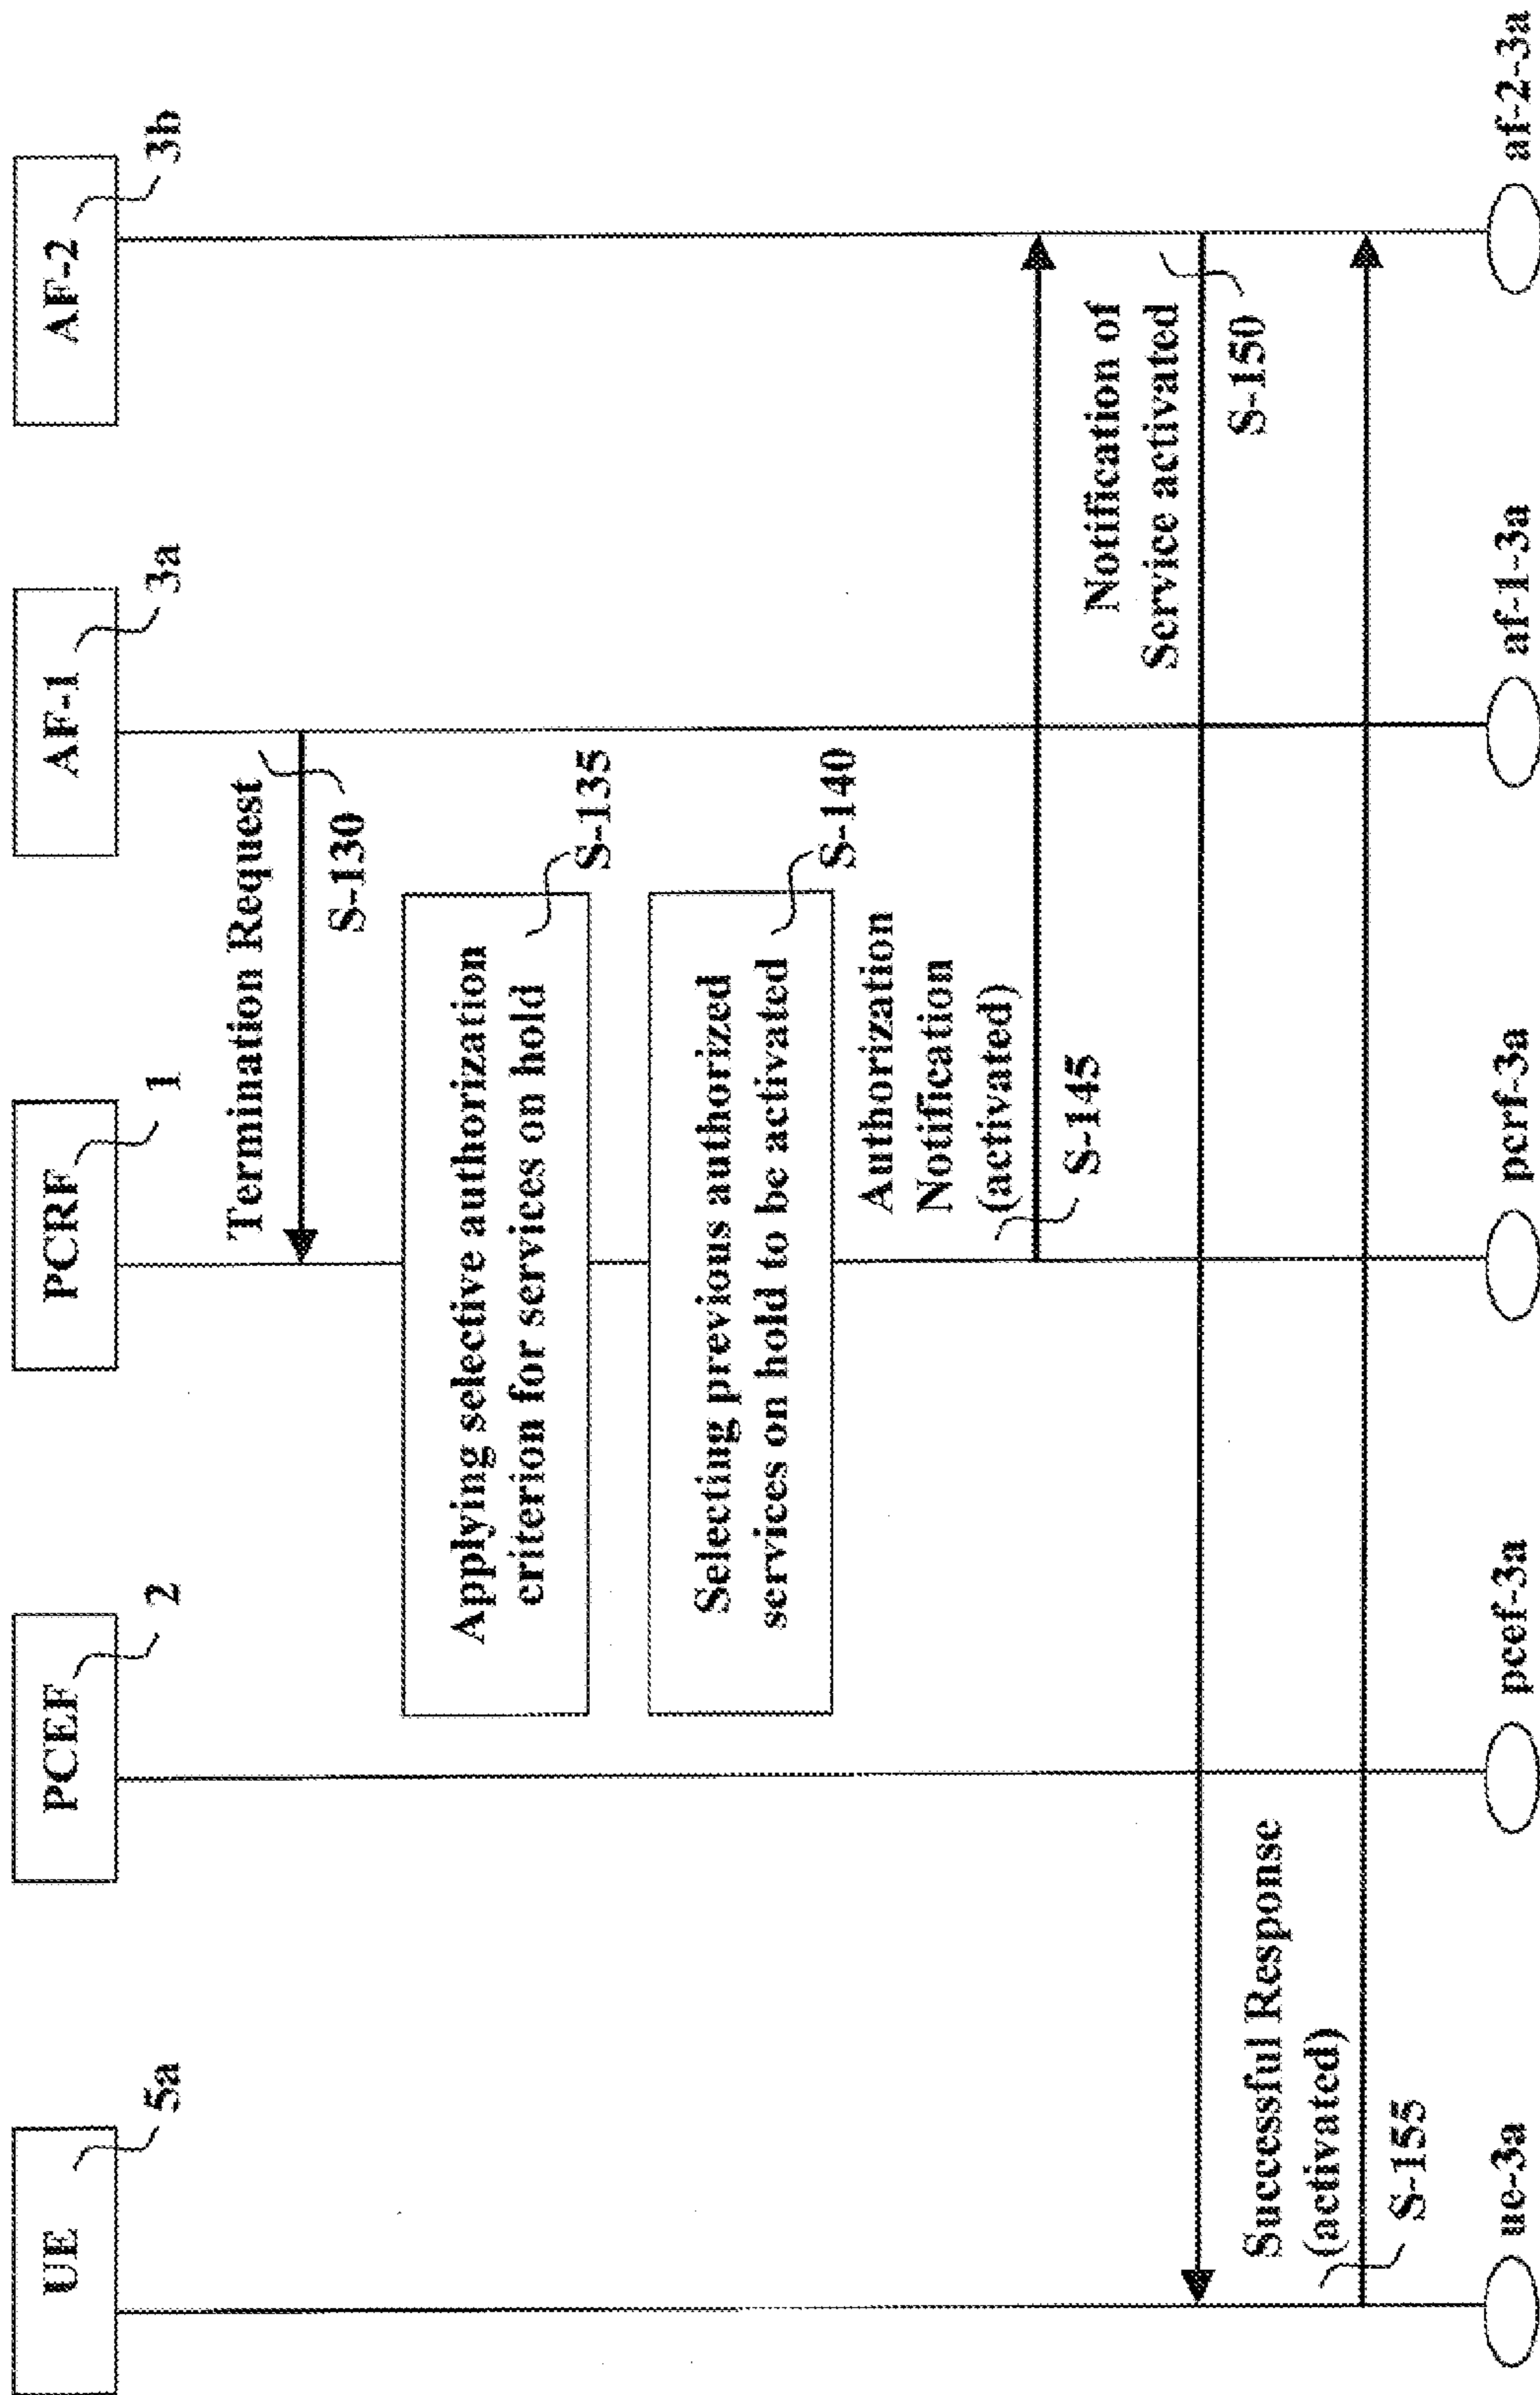 UE
5a
PCEF
2
PCRF
1
AF-1
3a
AF-2
3b
Termination Request
S-130
Applying selective authorization
criterion for services on hold
S-135
Selecting previous authorized
services on hold to be activated
S-140
Authorization
Notification
(activated)
S-145
Notification of
Service activated
S-150
Successful Response
(activated)
S-155
ue-3a
pcef-3a
pcrf-3a
af-1-3a
af-2-3a